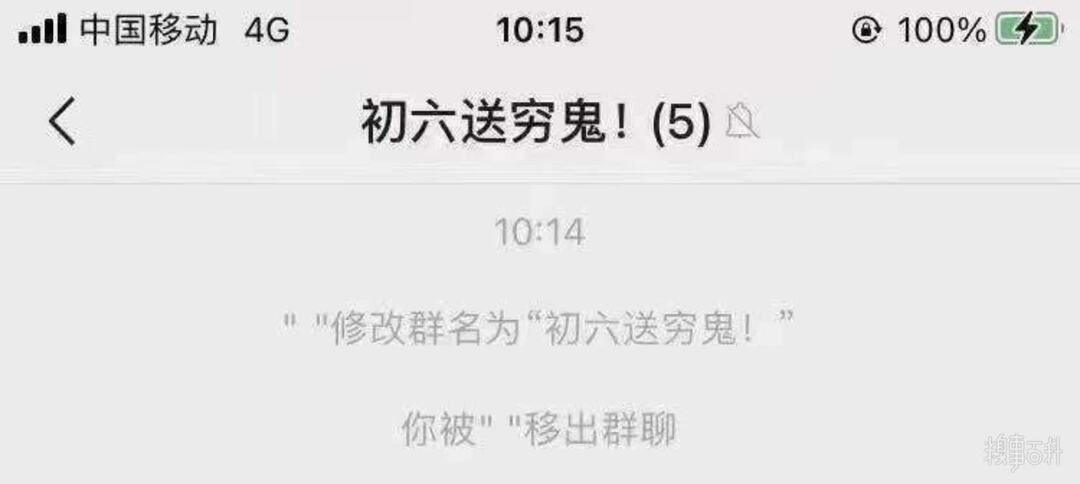 中国移动 4G 10:15 100%
初六送穷鬼！(5)
10:14
" "修改群名为“初六送穷鬼！”
你被" "移出群聊
糗事百科